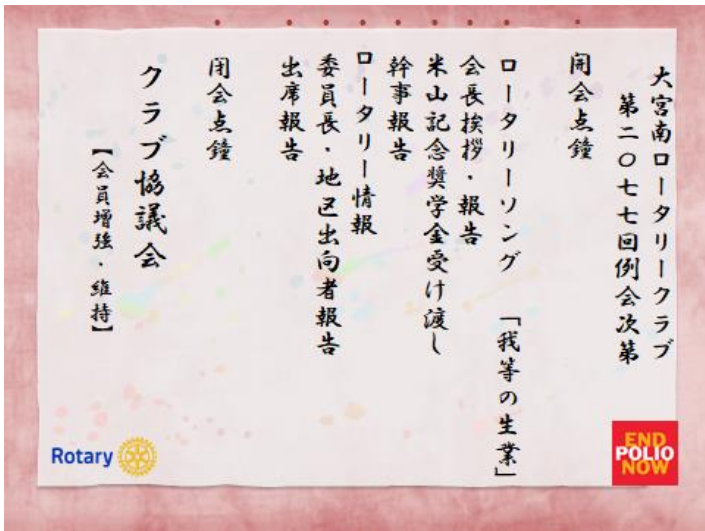 大宮南ロータリークラブ
第二〇七七回例会次第
開会点鐘
ロータリーソング 「我等の生業」
会長挨拶・報告
米山記念奨学金受け渡し
幹事報告
ロータリー情報
委員長・地区出向者報告
出席報告
閉会点鐘
クラブ協議会
【会員増強・維持】
Rotary
END
POLIO
NOW